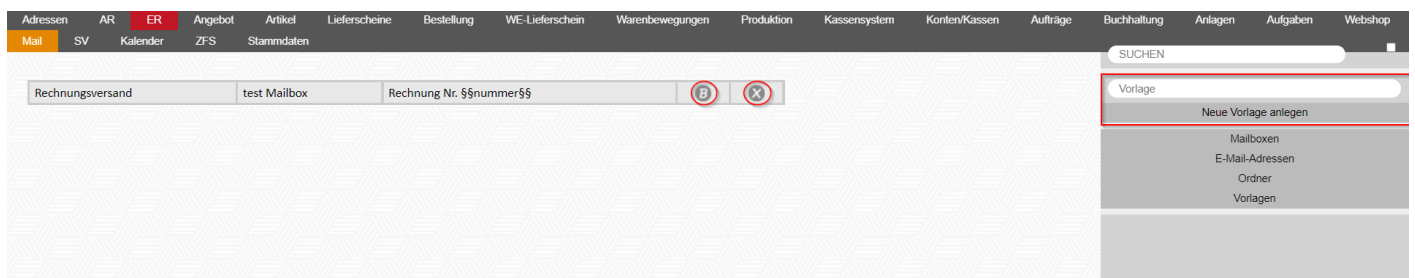 Adressen AR ER Angebot Artikel Lieferscheine Bestellung WE-Lieferschein Warenbewegungen Produktion Kassensystem Konten/Kassen Aufträge Buchhaltung Anlagen Aufgaben Webshop
Mail SV Kalender ZFS Stammdaten
SUCHEN
Rechnungsversand test Mailbox Rechnung Nr. §§nummer§§ B X
Vorlage
Neue Vorlage anlegen
Mailboxen
E-Mail-Adressen
Ordner
Vorlagen